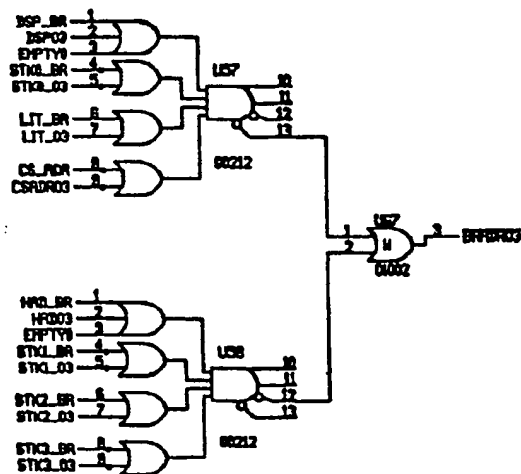 DSP_BR 1
DSP03 2
EMPTY0 3
STK0_BR 4
STK0_03 5
LIT_BR 6
LIT_03 7
CS_ADR 8
CSADR03 9
U57
10
11
12
13
00212
U67
1
2
W
3
OW002
HAD_BR 1
HAD03 2
EMPTY0 3
STK1_BR 4
STK1_03 5
STK2_BR 6
STK2_03 7
STK3_BR 8
STK3_03 9
U58
10
11
12
13
00212